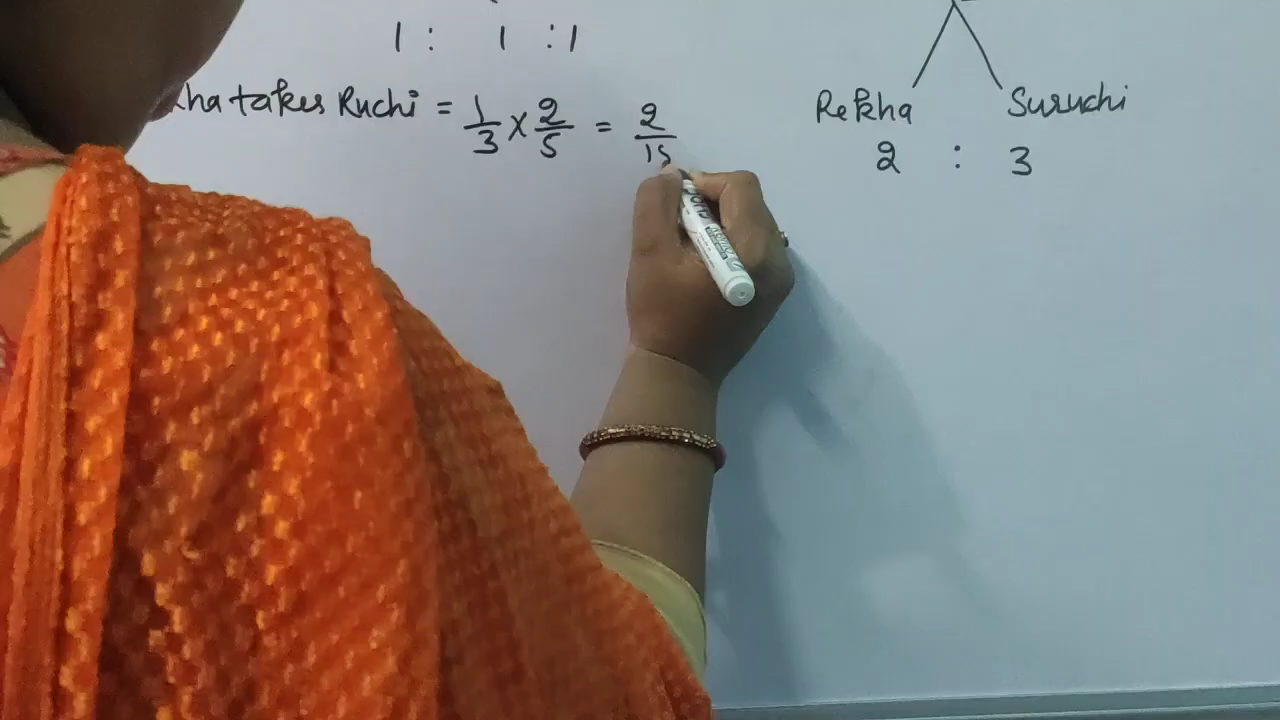 1 : 1 : 1
kha takes Ruchi = 1/3 × 2/5 = 2/15
Rekha Suruchi
2 : 3